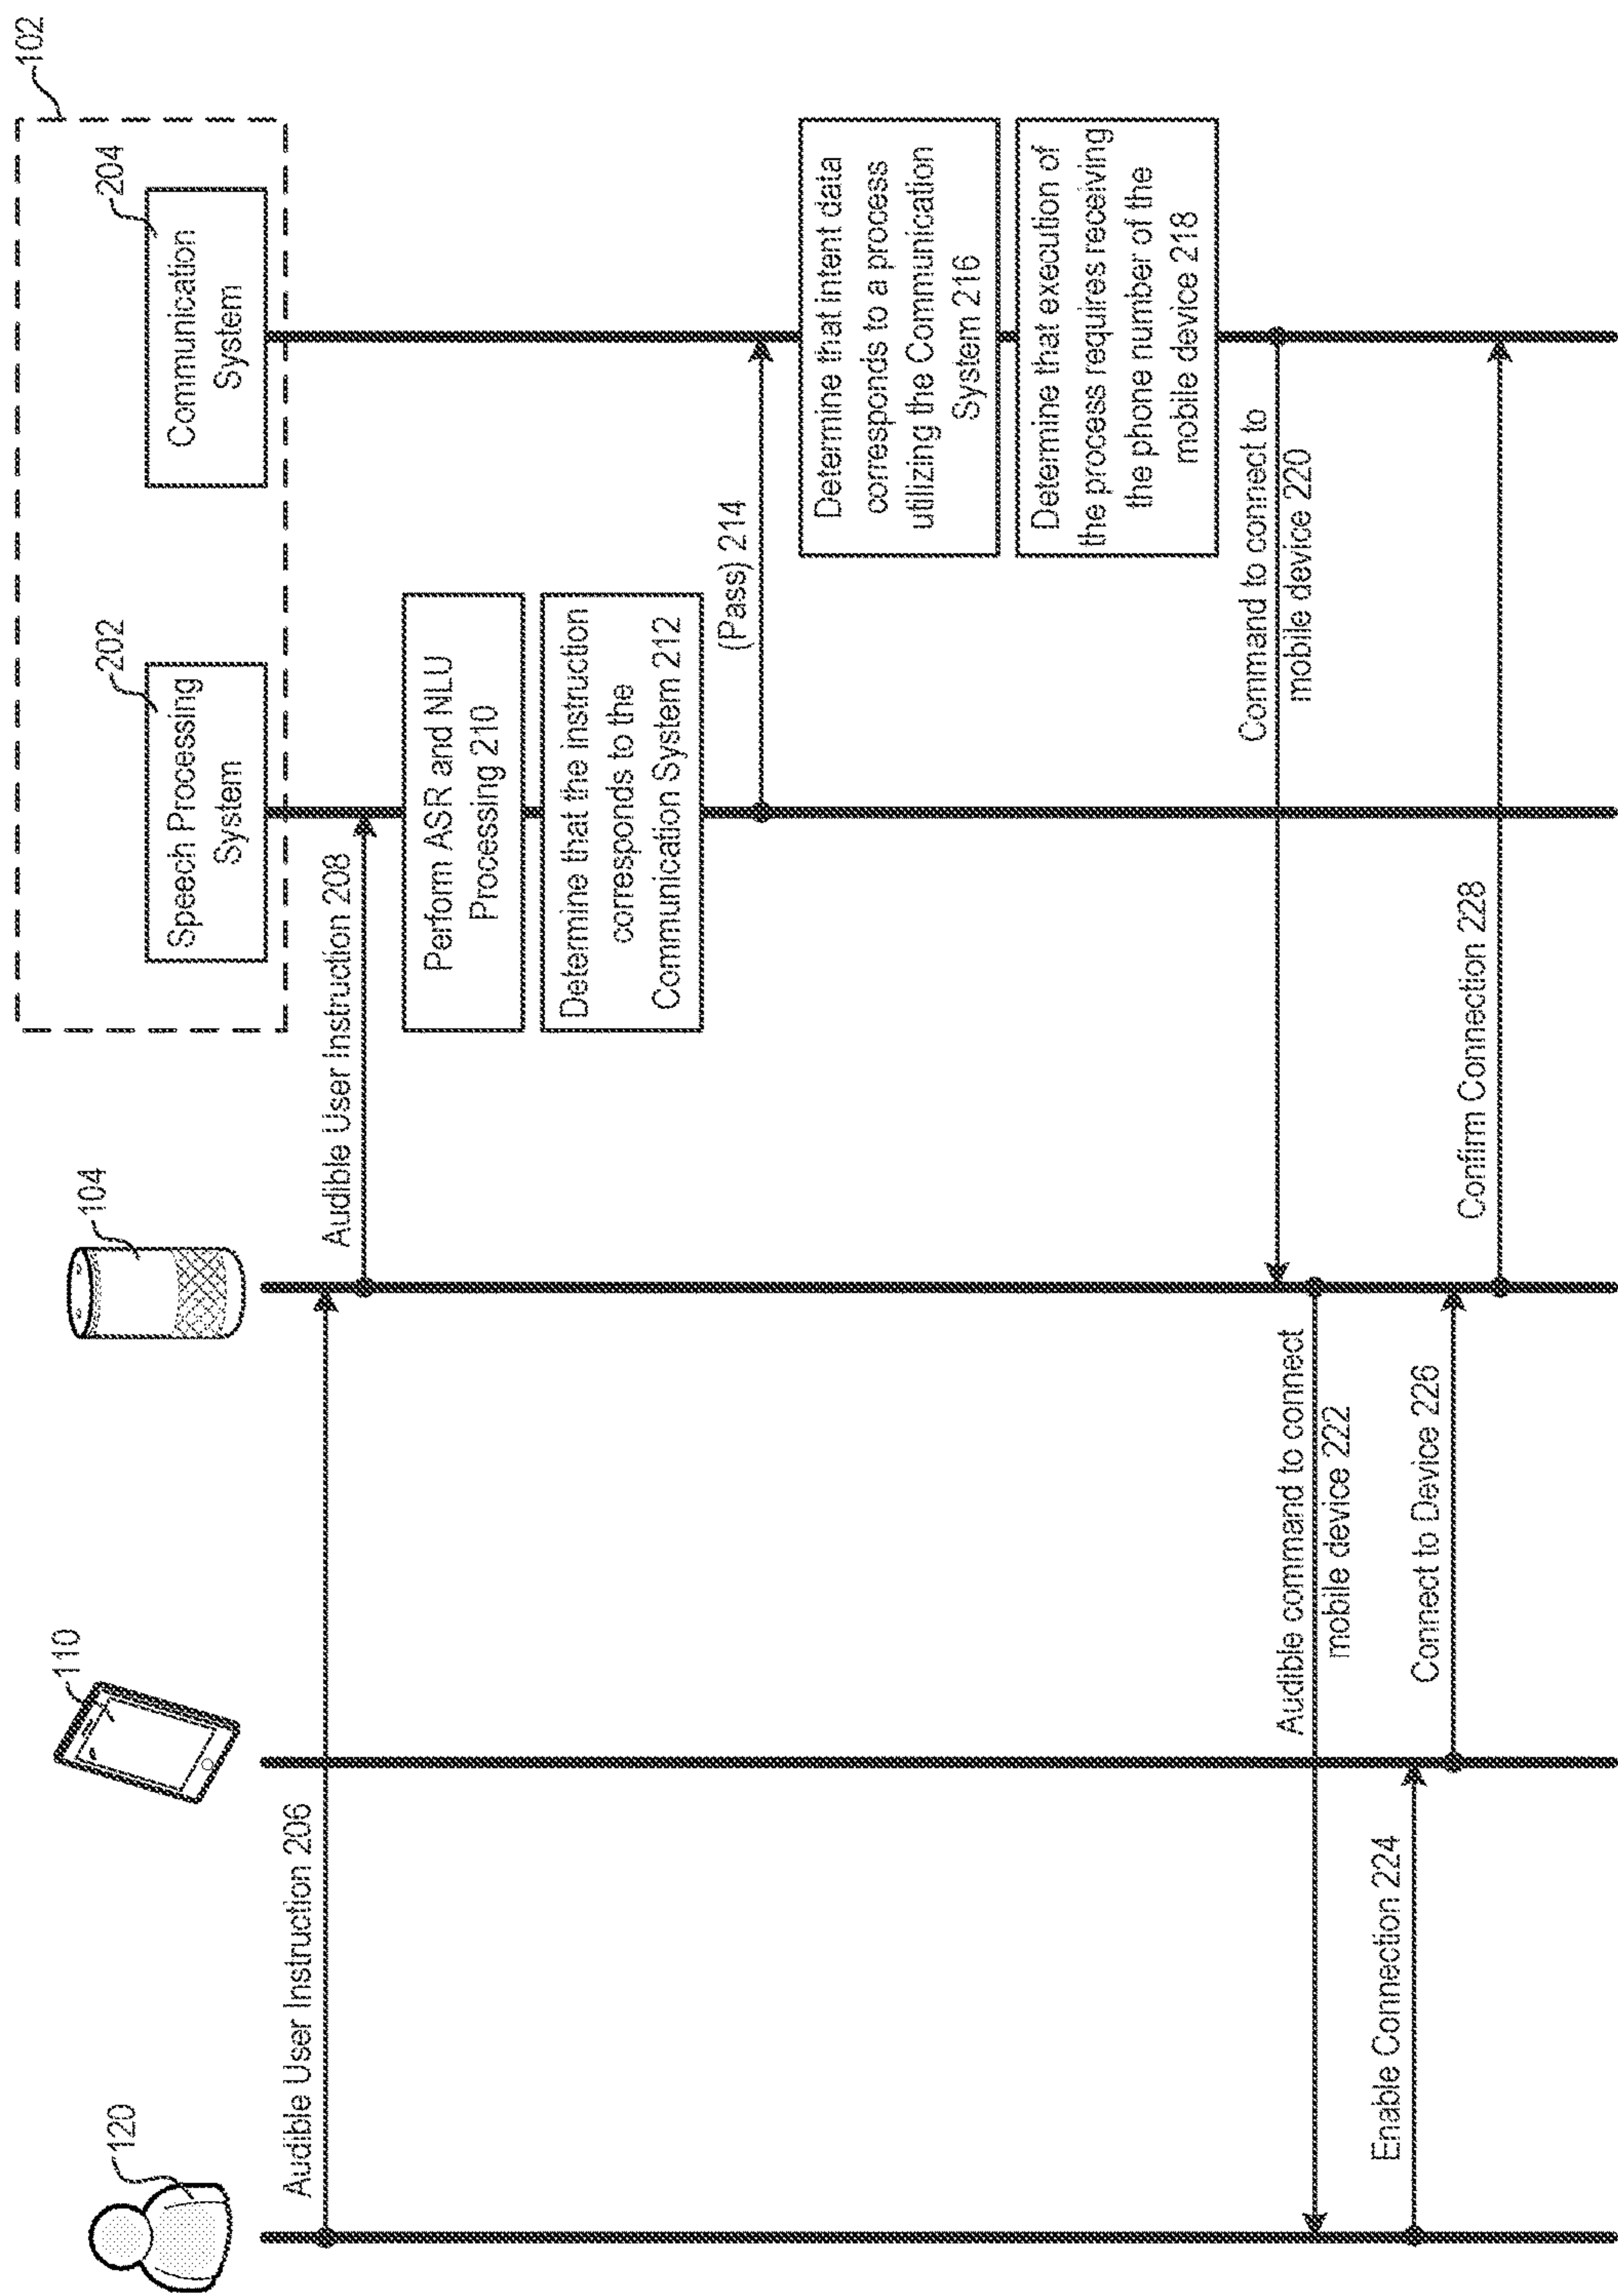 102
Speech Processing
System
202
Communication
System
204
120
110
104
Audible User Instruction 206
Audible User Instruction 208
Perform ASR and NLU
Processing 210
Determine that the instruction
corresponds to the
Communication System 212
(Pass) 214
Determine that intent data
corresponds to a process
utilizing the Communication
System 216
Determine that execution of
the process requires receiving
the phone number of the
mobile device 218
Command to connect to
mobile device 220
Audible command to connect
mobile device 222
Enable Connection 224
Connect to Device 226
Confirm Connection 228